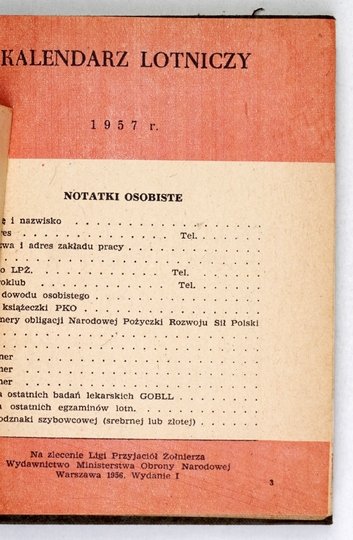 KALENDARZ LOTNICZY
1957 r.
NOTATKI OSOBISTE
ę i nazwisko . . . . . . . . . . . . . . . . .
res . . . . . . . . . . . . . Tel. . . . . .
wa i adres zakładu pracy . . . . . . . . . .
. . . . . . . . . . . . . . . . . . . . . .
o LPŻ. . . . . . . . . . . . Tel. . . . . . .
roklub . . . . . . . . . . . Tel. . . . . .
dowodu osobistego . . . . . . . . . . . . .
książeczki PKO . . . . . . . . . . . . . .
mery obligacji Narodowej Pożyczki Rozwoju Sił Polski
. . . . . . . . . . . . . . . . . . . . . .
. . . . . . . . . . . . . . . . . . . . . .
ner . . . . . . . . . . . . . . . . . . . .
ner . . . . . . . . . . . . . . . . . . . .
ner . . . . . . . . . . . . . . . . . . . .
a ostatnich badań lekarskich GOBLL . . . . . .
a ostatnich egzaminów lotn. . . . . . . . . .
odznaki szybowcowej (srebrnej lub złotej) . . . .
Na zlecenie Ligi Przyjaciół Żołnierza
Wydawnictwo Ministerstwa Obrony Narodowej
Warszawa 1956. Wydanie I
3